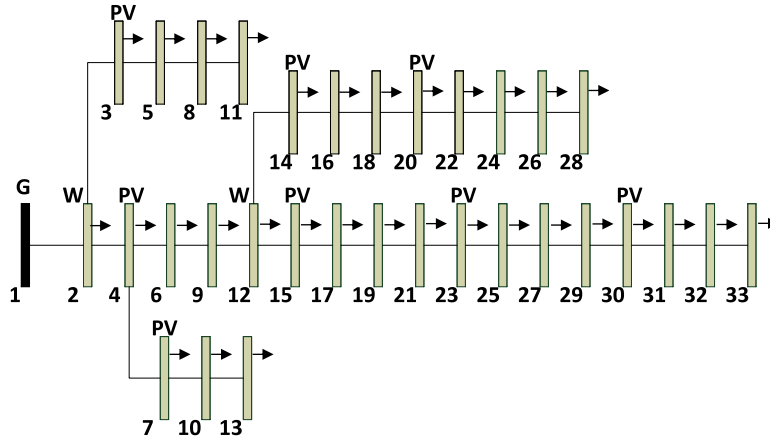 PV
3 5 8 11
PV PV
14 16 18 20 22 24 26 28
G W PV W PV PV PV
1 2 4 6 9 12 15 17 19 21 23 25 27 29 30 31 32 33
PV
7 10 13